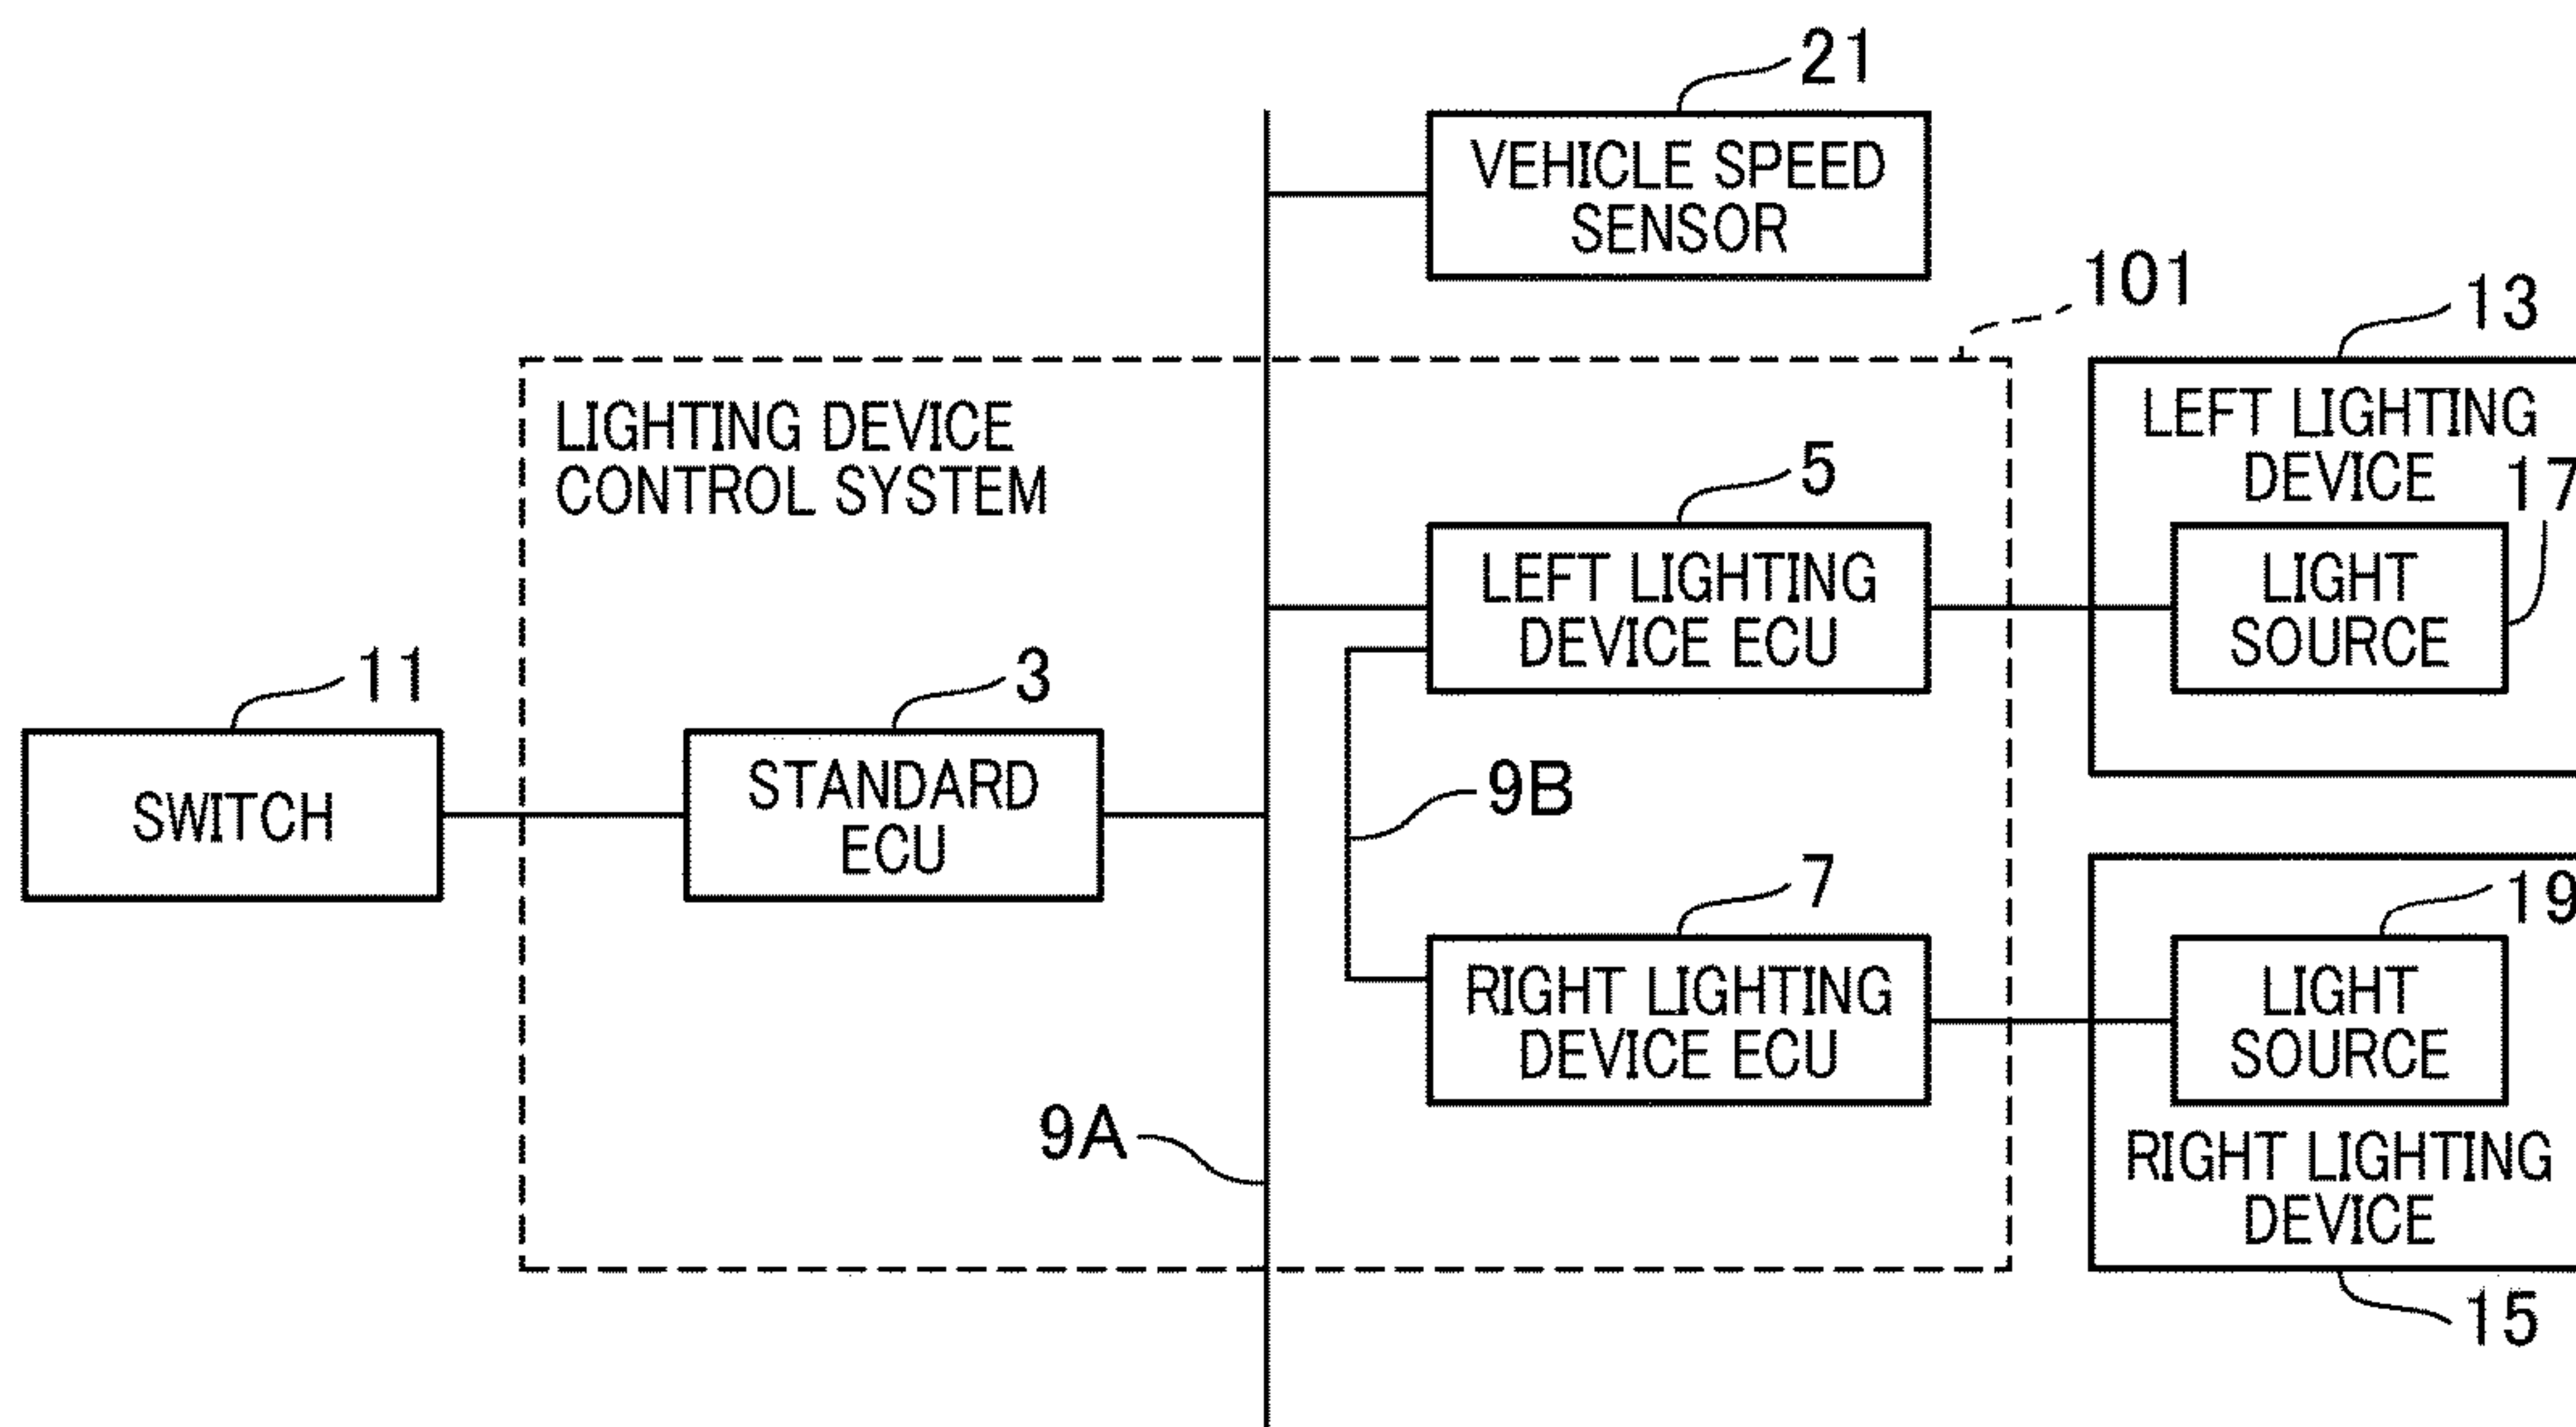 21
VEHICLE SPEED
SENSOR
101
13
LIGHTING DEVICE
CONTROL SYSTEM
LEFT LIGHTING
DEVICE
17
5
LEFT LIGHTING
DEVICE ECU
LIGHT
SOURCE
11
3
SWITCH
STANDARD
ECU
9B
7
19
RIGHT LIGHTING
DEVICE ECU
LIGHT
SOURCE
9A
RIGHT LIGHTING
DEVICE
15